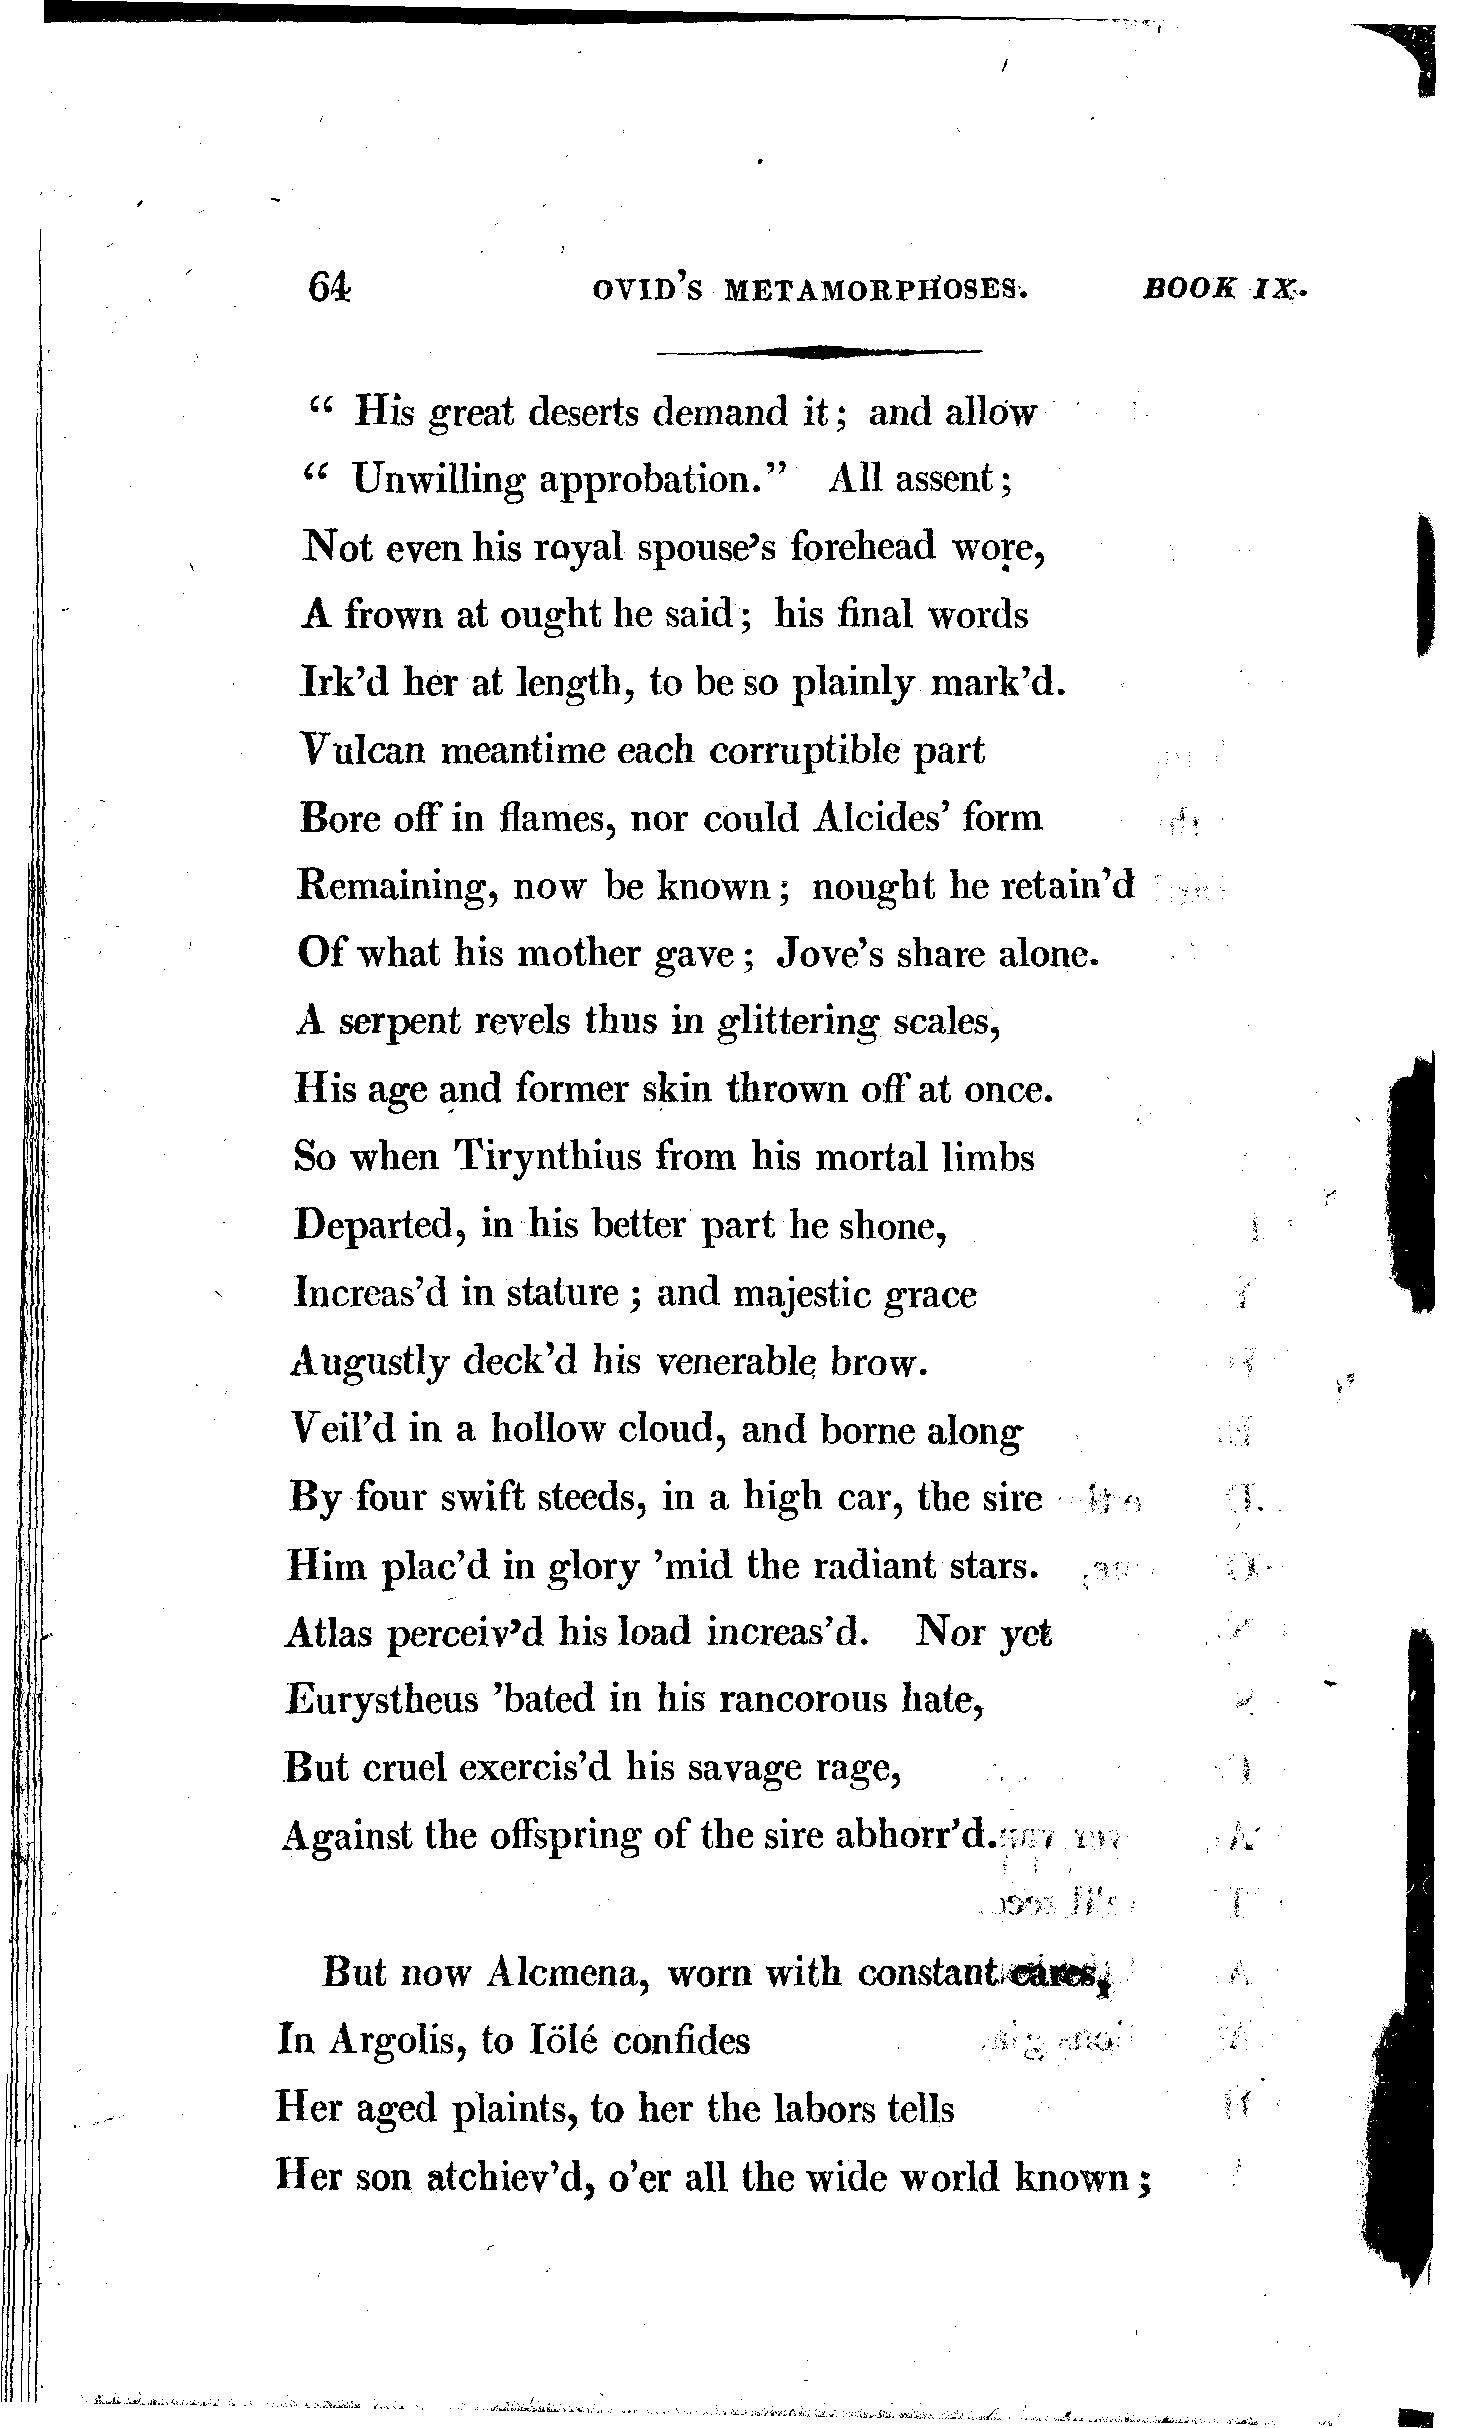 64 OVID'S METAMORPHOSES. BOOK IX.
“ His great deserts demand it; and allow
“ Unwilling approbation.” All assent;
Not even his royal spouse's forehead wore,
A frown at ought he said; his final words
Irk'd her at length, to be so plainly mark'd.
Vulcan meantime each corruptible part
Bore off in flames, nor could Alcides' form
Remaining, now be known; nought he retain'd
Of what his mother gave; Jove's share alone.
A serpent revels thus in glittering scales,
His age and former skin thrown off at once.
So when Tirynthius from his mortal limbs
Departed, in his better part he shone,
Increas'd in stature; and majestic grace
Augustly deck'd his venerable brow.
Veil'd in a hollow cloud, and borne along
By four swift steeds, in a high car, the sire
Him plac'd in glory 'mid the radiant stars.
Atlas perceiv'd his load increas'd. Nor yet
Eurystheus 'bated in his rancorous hate,
But cruel exercis'd his savage rage,
Against the offspring of the sire abhorr'd.
But now Alcmena, worn with constant cares,
In Argolis, to Iölé confides
Her aged plaints, to her the labors tells
Her son atchiev'd, o'er all the wide world known;